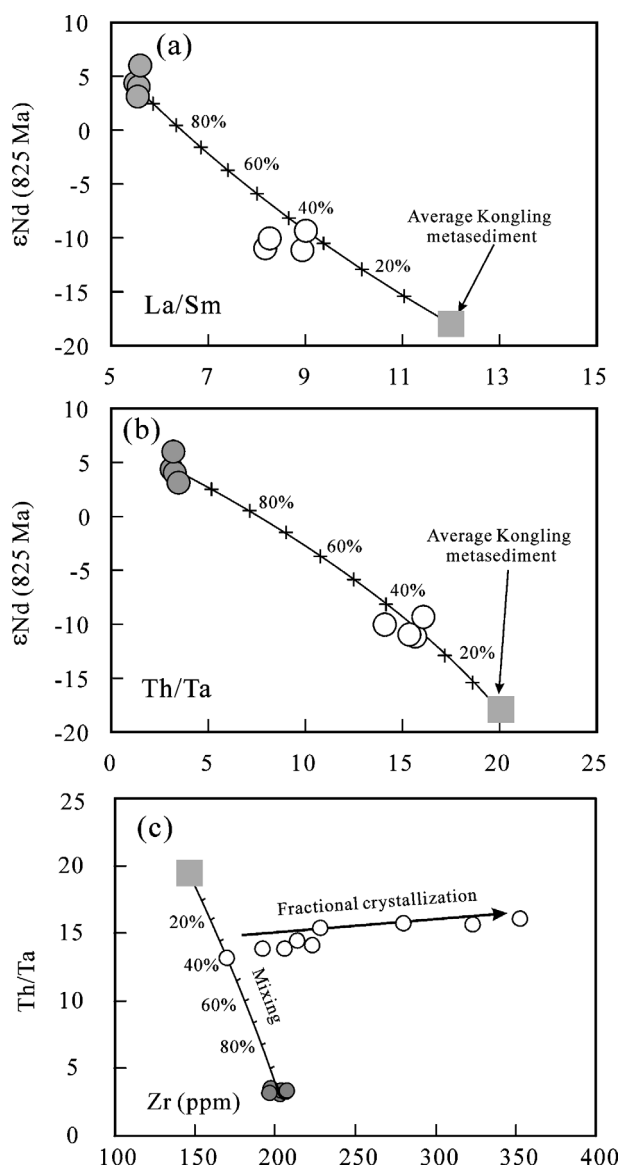 (a)
10
5
0
-5
-10
-15
-20
εNd (825 Ma)
80%
60%
40%
20%
Average Kongling
metasediment
La/Sm
5 7 9 11 13 15
(b)
10
5
0
-5
-10
-15
-20
εNd (825 Ma)
80%
60%
40%
20%
Average Kongling
metasediment
Th/Ta
0 5 10 15 20 25
(c)
25
20
15
10
5
0
Th/Ta
Fractional crystallization
20%
40%
60%
80%
Mixing
Zr (ppm)
100 150 200 250 300 350 400